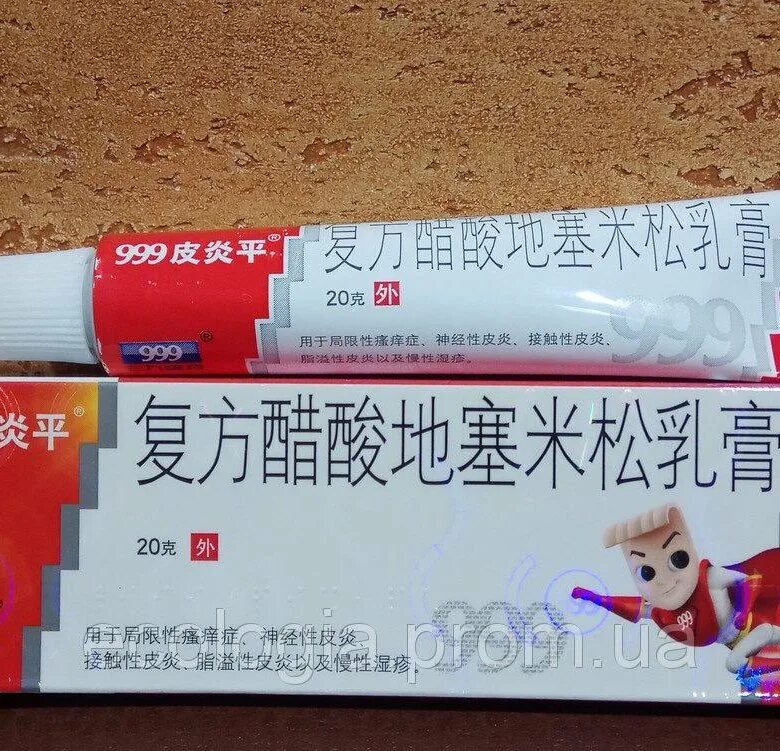 999皮炎平®
复方醋酸地塞米松乳膏
20克 外
999®
用于局限性瘙痒症、神经性皮炎、接触性皮炎、
脂溢性皮炎以及慢性湿疹。
999
炎平®
复方醋酸地塞米松乳膏
20克 外
999
999
用于局限性瘙痒症、神经性皮炎
接触性皮炎、脂溢性皮炎以及慢性湿疹。
ecologia.prom.ua